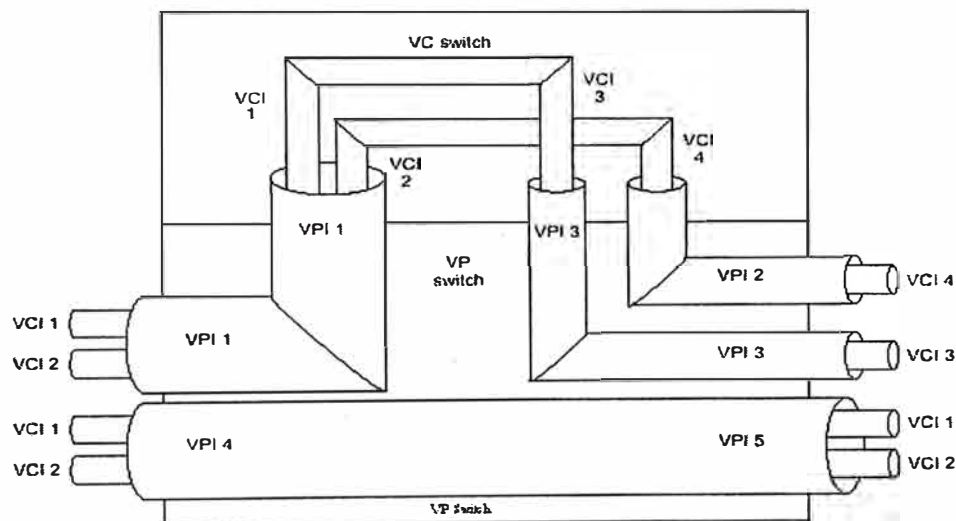 VC switch
VCI
1
VCI
3
VCI
2
VCI
4
VPI 1
VPI 3
VP
switch
VPI 2
VCI 4
VCI 1
VPI 1
VCI 2
VPI 3
VCI 3
VCI 1
VPI 4
VPI 5
VCI 1
VCI 2
VCI 2
VP Switch